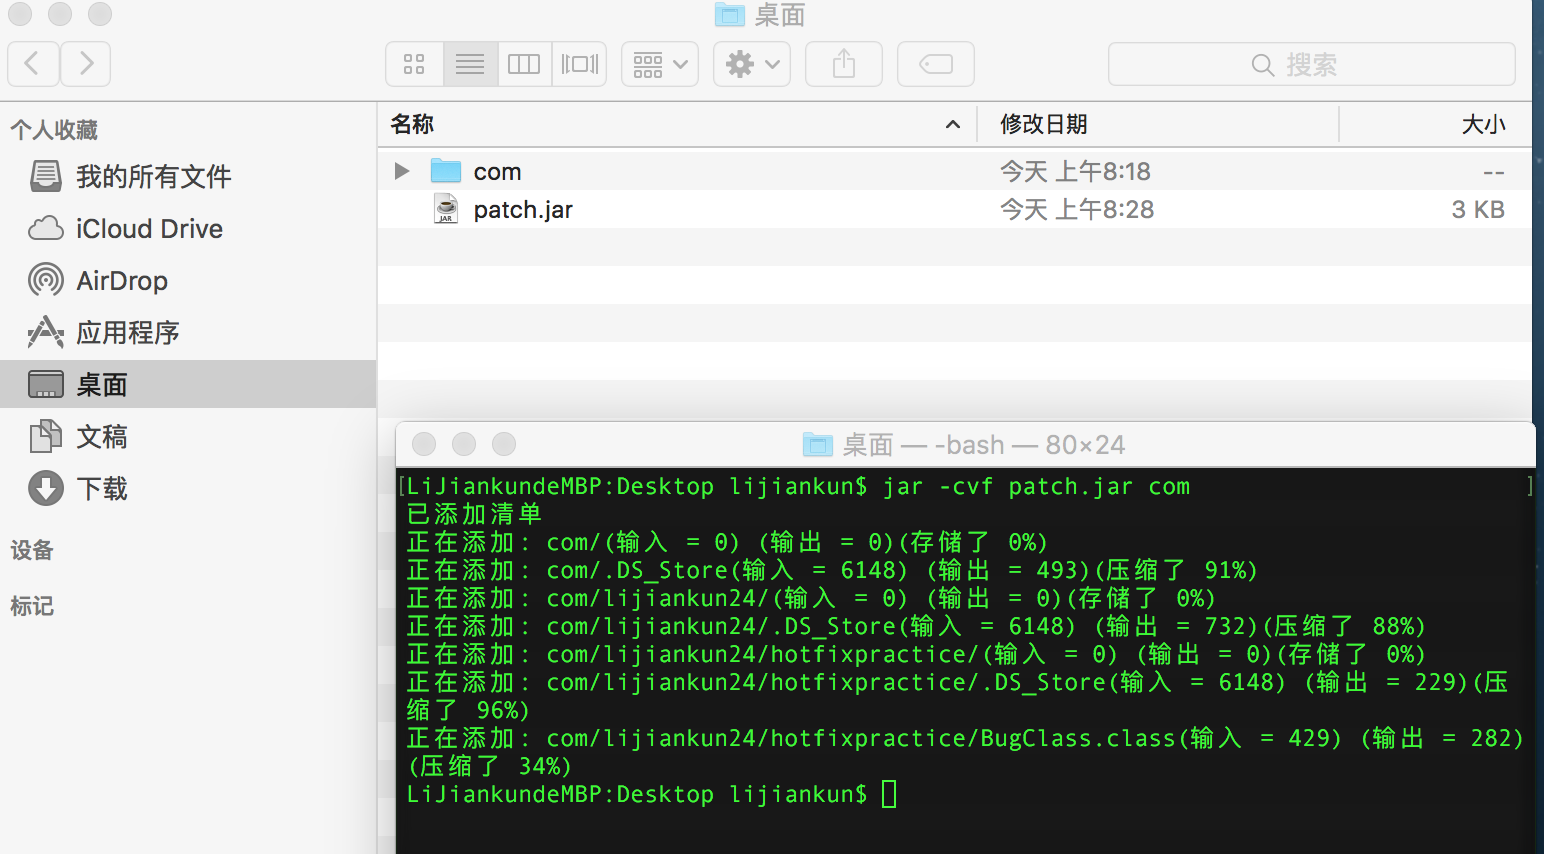 桌面
搜索
个人收藏
我的所有文件
iCloud Drive
AirDrop
应用程序
桌面
文稿
下载
设备
标记
名称 修改日期 大小
com 今天 上午8:18 --
patch.jar 今天 上午8:28 3 KB
JAR
桌面 — -bash — 80×24
[LiJiankundeMBP:Desktop lijiankun$ jar -cvf patch.jar com ]
已添加清单
正在添加: com/(输入 = 0) (输出 = 0)(存储了 0%)
正在添加: com/.DS_Store(输入 = 6148) (输出 = 493)(压缩了 91%)
正在添加: com/lijiankun24/(输入 = 0) (输出 = 0)(存储了 0%)
正在添加: com/lijiankun24/.DS_Store(输入 = 6148) (输出 = 732)(压缩了 88%)
正在添加: com/lijiankun24/hotfixpractice/(输入 = 0) (输出 = 0)(存储了 0%)
正在添加: com/lijiankun24/hotfixpractice/.DS_Store(输入 = 6148) (输出 = 229)(压
缩了 96%)
正在添加: com/lijiankun24/hotfixpractice/BugClass.class(输入 = 429) (输出 = 282)
(压缩了 34%)
LiJiankundeMBP:Desktop lijiankun$